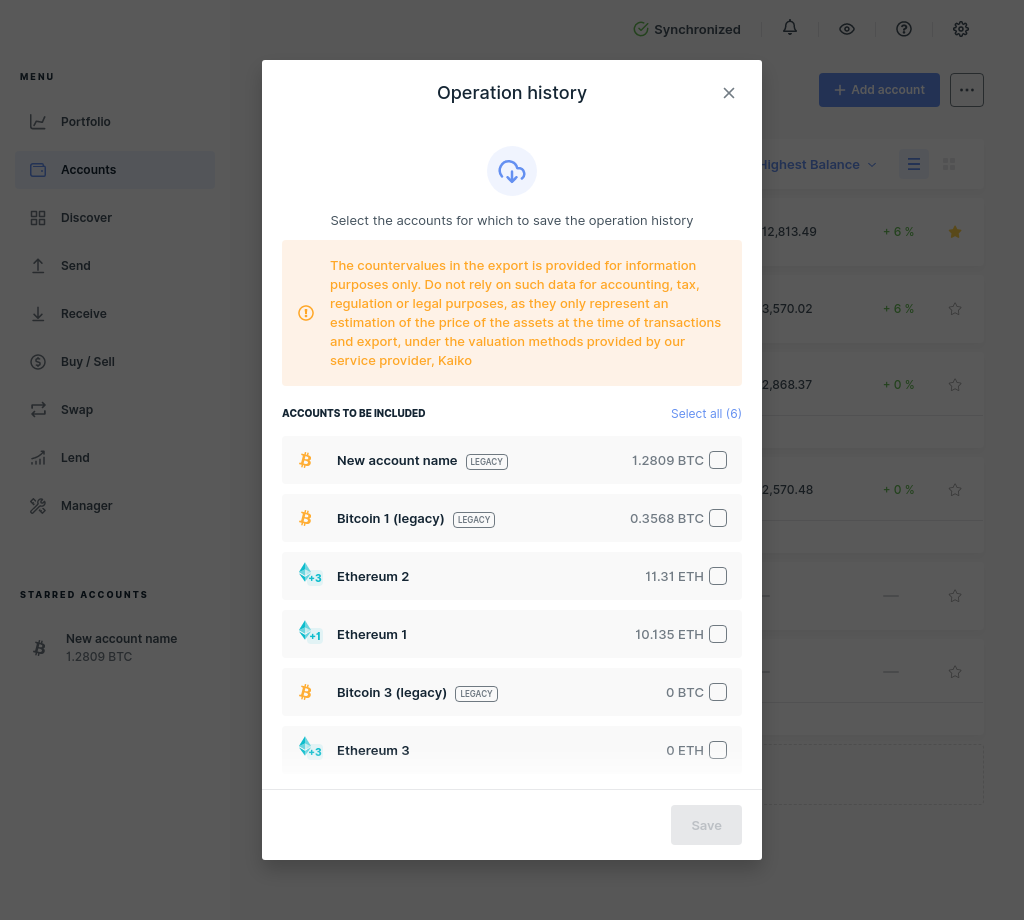 Synchronized
MENU
Portfolio
Accounts
Discover
Send
Receive
Buy / Sell
Swap
Lend
Manager
STARRED ACCOUNTS
New account name
1.2809 BTC
Add account
Highest Balance
12,813.49
+ 6 %
3,570.02
+ 6 %
2,868.37
+ 0 %
2,570.48
+ 0 %
—
—
—
—
Operation history
Select the accounts for which to save the operation history
The countervalues in the export is provided for information
purposes only. Do not rely on such data for accounting, tax,
regulation or legal purposes, as they only represent an
estimation of the price of the assets at the time of transactions
and export, under the valuation methods provided by our
service provider, Kaiko
ACCOUNTS TO BE INCLUDED
Select all (6)
New account name LEGACY 1.2809 BTC
Bitcoin 1 (legacy) LEGACY 0.3568 BTC
+3 Ethereum 2 11.31 ETH
+1 Ethereum 1 10.135 ETH
Bitcoin 3 (legacy) LEGACY 0 BTC
+3 Ethereum 3 0 ETH
Save